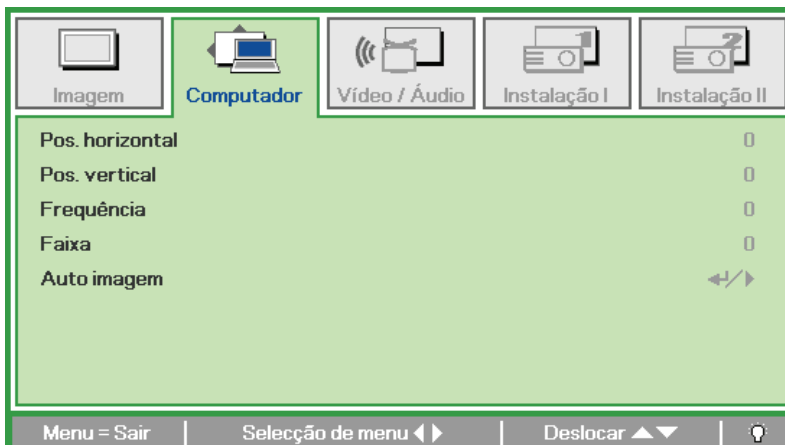 Imagem Computador Vídeo / Áudio Instalação I Instalação II
Pos. horizontal 0
Pos. vertical 0
Frequência 0
Faixa 0
Auto imagem
Menu = Sair Selecção de menu Deslocar